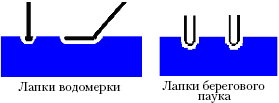 Лапки водомерки
Лапки берегового
паука